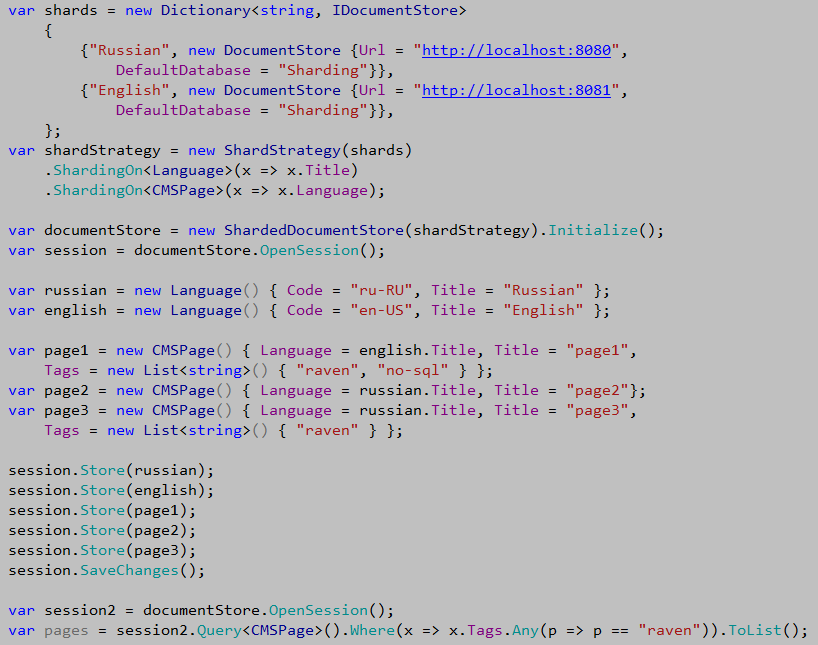 var shards = new Dictionary<string, IDocumentStore>
    {
        {"Russian", new DocumentStore {Url = "http://localhost:8080",
            DefaultDatabase = "Sharding"}},
        {"English", new DocumentStore {Url = "http://localhost:8081",
            DefaultDatabase = "Sharding"}},
    };
var shardStrategy = new ShardStrategy(shards)
    .ShardingOn<Language>(x => x.Title)
    .ShardingOn<CMSPage>(x => x.Language);

var documentStore = new ShardedDocumentStore(shardStrategy).Initialize();
var session = documentStore.OpenSession();

var russian = new Language() { Code = "ru-RU", Title = "Russian" };
var english = new Language() { Code = "en-US", Title = "English" };

var page1 = new CMSPage() { Language = english.Title, Title = "page1",
    Tags = new List<string>() { "raven", "no-sql" } };
var page2 = new CMSPage() { Language = russian.Title, Title = "page2"};
var page3 = new CMSPage() { Language = russian.Title, Title = "page3",
    Tags = new List<string>() { "raven" } };

session.Store(russian);
session.Store(english);
session.Store(page1);
session.Store(page2);
session.Store(page3);
session.SaveChanges();

var session2 = documentStore.OpenSession();
var pages = session2.Query<CMSPage>().Where(x => x.Tags.Any(p => p == "raven")).ToList();